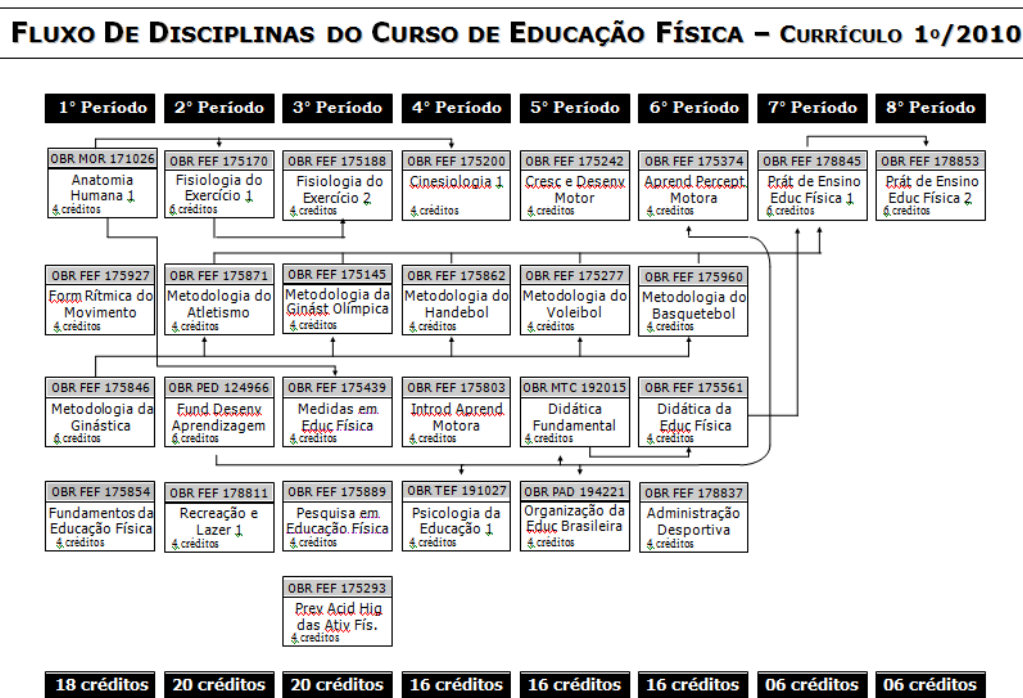 FLUXO DE DISCIPLINAS DO CURSO DE EDUCAÇÃO FÍSICA – CURRÍCULO 1º/2010
1° Período 2° Período 3° Período 4° Período 5° Período 6° Período 7° Período 8° Período
OBR MOR 171026
Anatomia
Humana 1
4 créditos
OBR FEF 175170
Fisiologia do
Exercício 1
6 créditos
OBR FEF 175188
Fisiologia do
Exercício 2
4 créditos
OBR FEF 175200
Cinesiologia 1
4 créditos
OBR FEF 175242
Cresc e Desenv
Motor
4 créditos
OBR FEF 175374
Aprend Percept
Motora
4 créditos
OBR FEF 178845
Prát de Ensino
Educ Física 1
6 créditos
OBR FEF 178853
Prát de Ensino
Educ Física 2
6 créditos
OBR FEF 175927
Form Rítmica do
Movimento
4 créditos
OBR FEF 175871
Metodologia do
Atletismo
4 créditos
OBR FEF 175145
Metodologia da
Ginást Olímpica
4 créditos
OBR FEF 175862
Metodologia do
Handebol
4 créditos
OBR FEF 175277
Metodologia do
Voleibol
4 créditos
OBR FEF 175960
Metodologia do
Basquetebol
4 créditos
OBR FEF 175846
Metodologia da
Ginástica
6 créditos
OBR PED 124966
Fund Desenv
Aprendizagem
6 créditos
OBR FEF 175439
Medidas em
Educ Física
4 créditos
OBR FEF 175803
Introd Aprend
Motora
4 créditos
OBR MTC 192015
Didática
Fundamental
4 créditos
OBR FEF 175561
Didática da
Educ Física
4 créditos
OBR FEF 175854
Fundamentos da
Educação Física
4 créditos
OBR FEF 178811
Recreação e
Lazer 1
4 créditos
OBR FEF 175889
Pesquisa em
Educação Física
4 créditos
OBR TEF 191027
Psicologia da
Educação 1
4 créditos
OBR PAD 194221
Organização da
Educ Brasileira
4 créditos
OBR FEF 178837
Administração
Desportiva
4 créditos
OBR FEF 175293
Prev Acid Hig
das Ativ Fís.
4 creditos
18 créditos 20 créditos 20 créditos 16 créditos 16 créditos 16 créditos 06 créditos 06 créditos